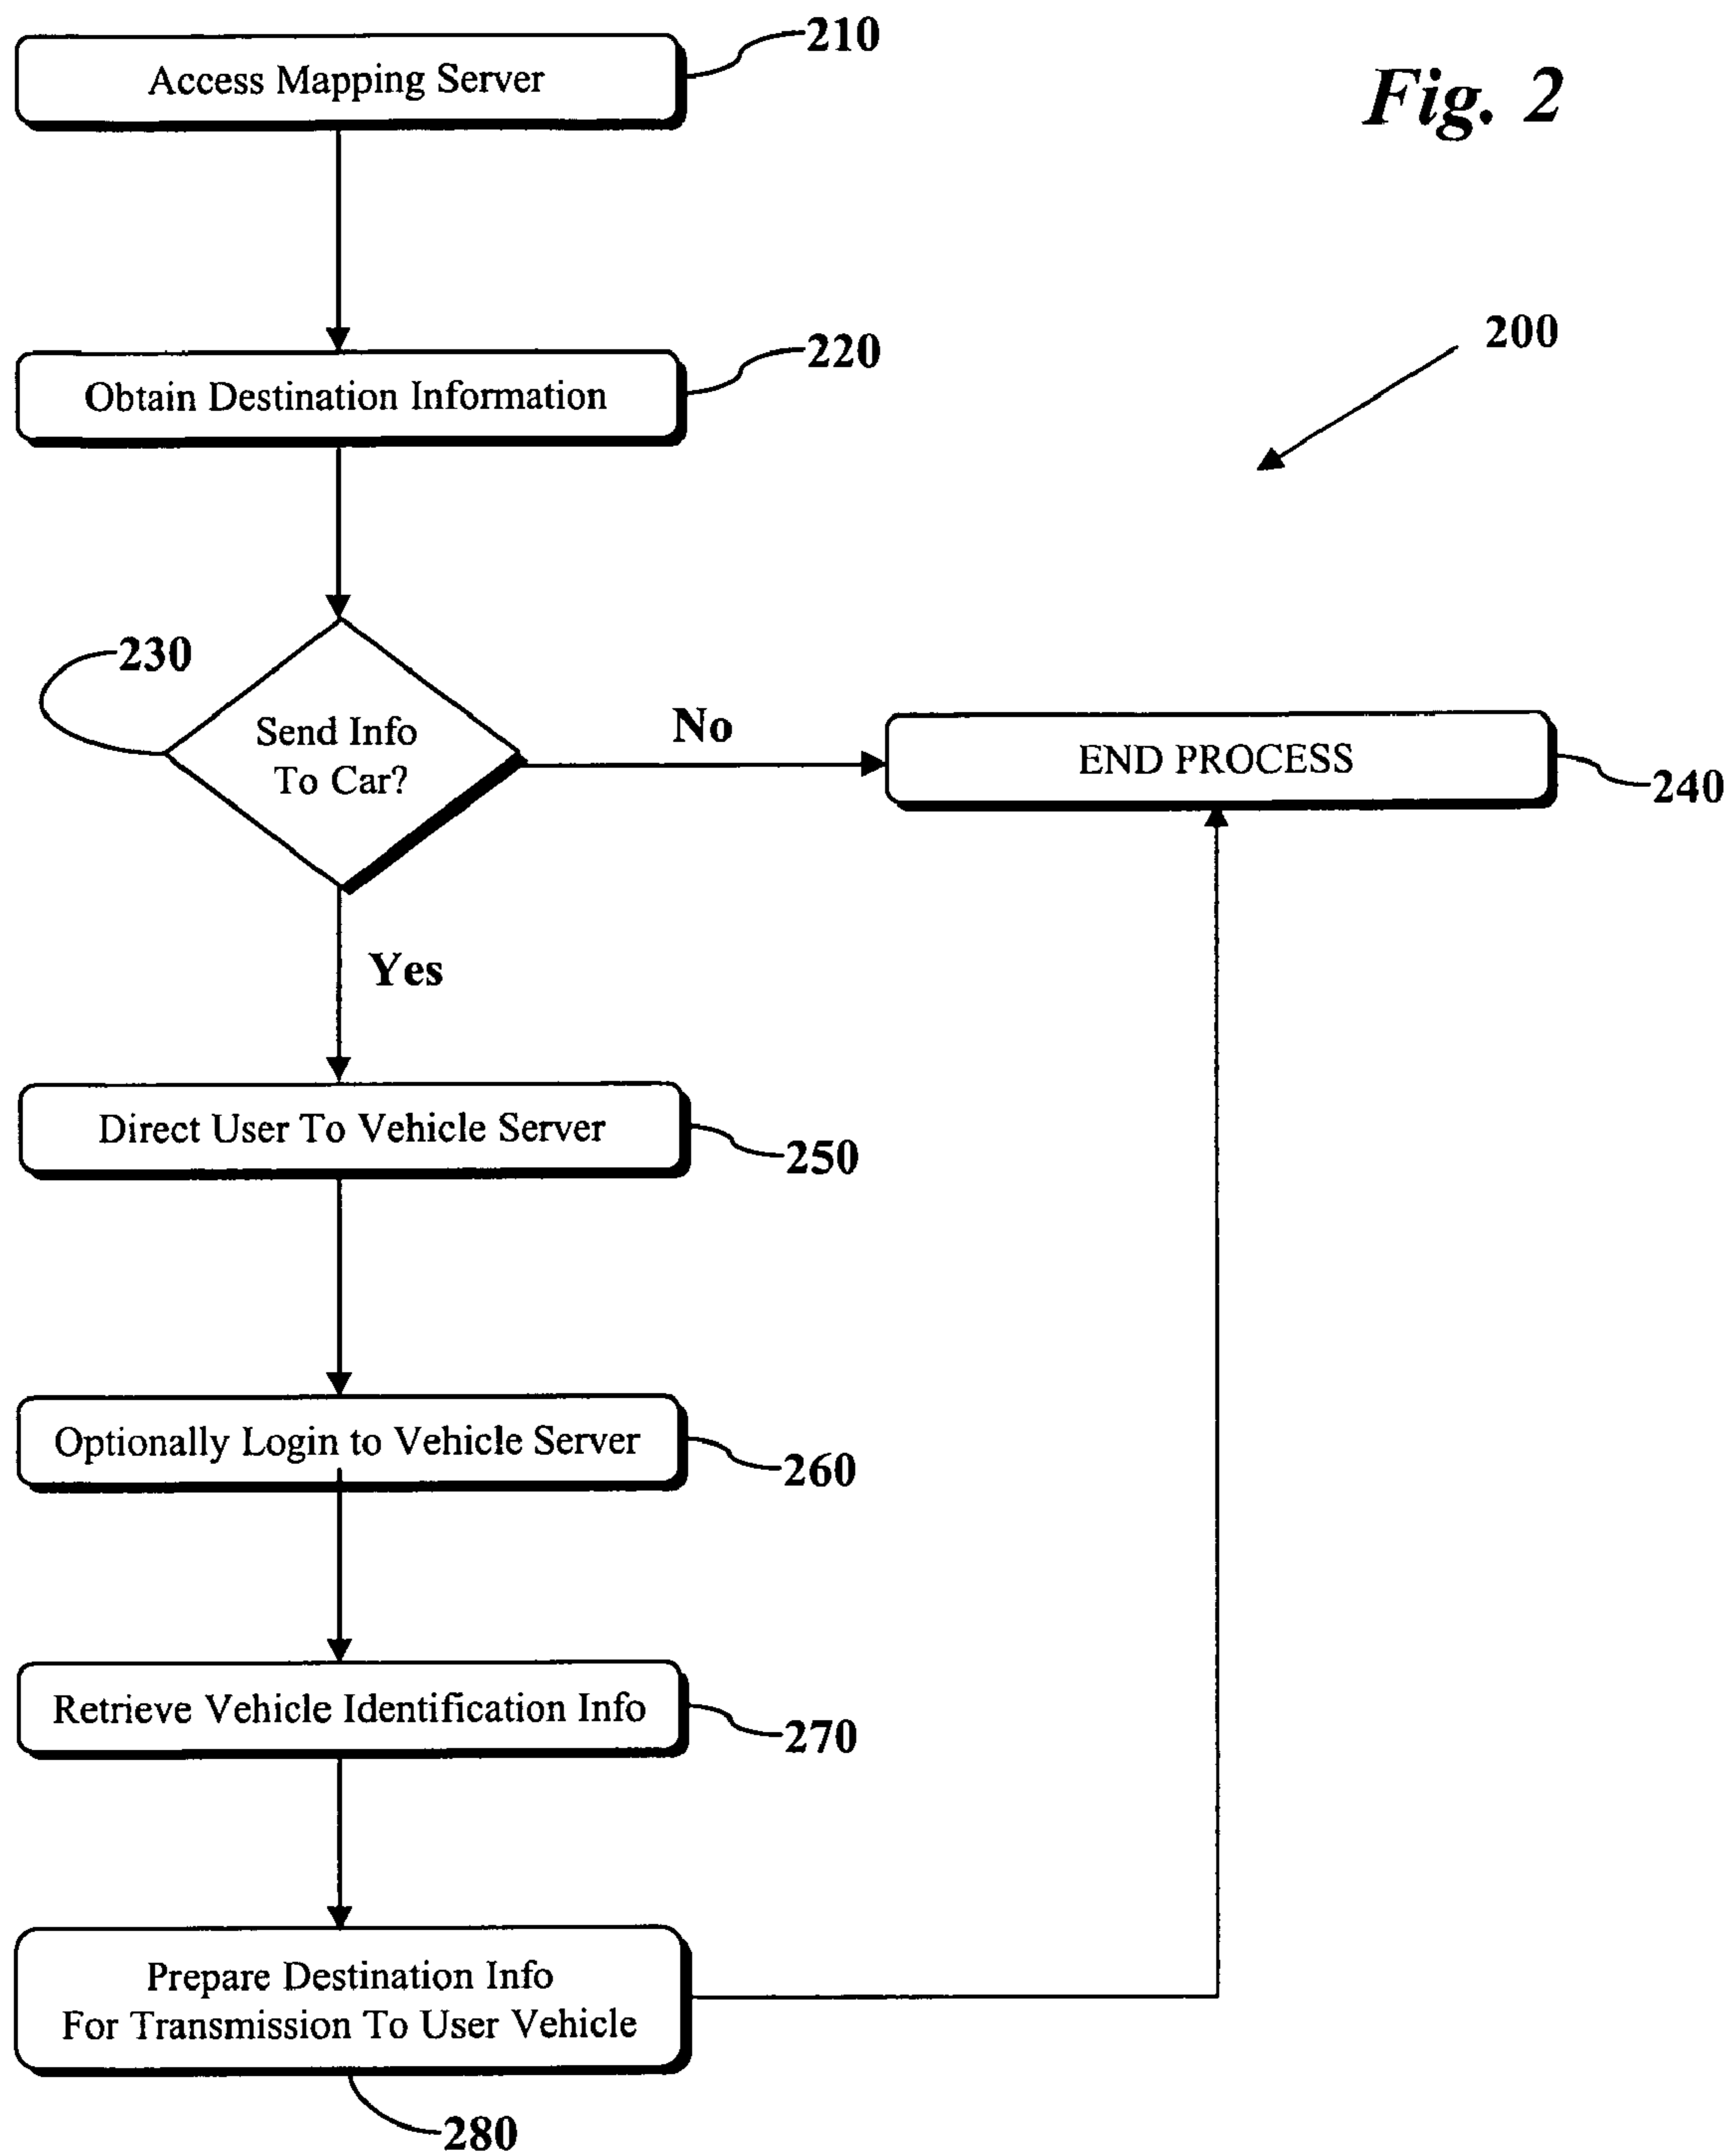 210
Access Mapping Server
Fig. 2
220
Obtain Destination Information
200
230
Send Info
To Car?
No
END PROCESS
240
Yes
Direct User To Vehicle Server
250
Optionally Login to Vehicle Server
260
Retrieve Vehicle Identification Info
270
Prepare Destination Info
For Transmission To User Vehicle
280